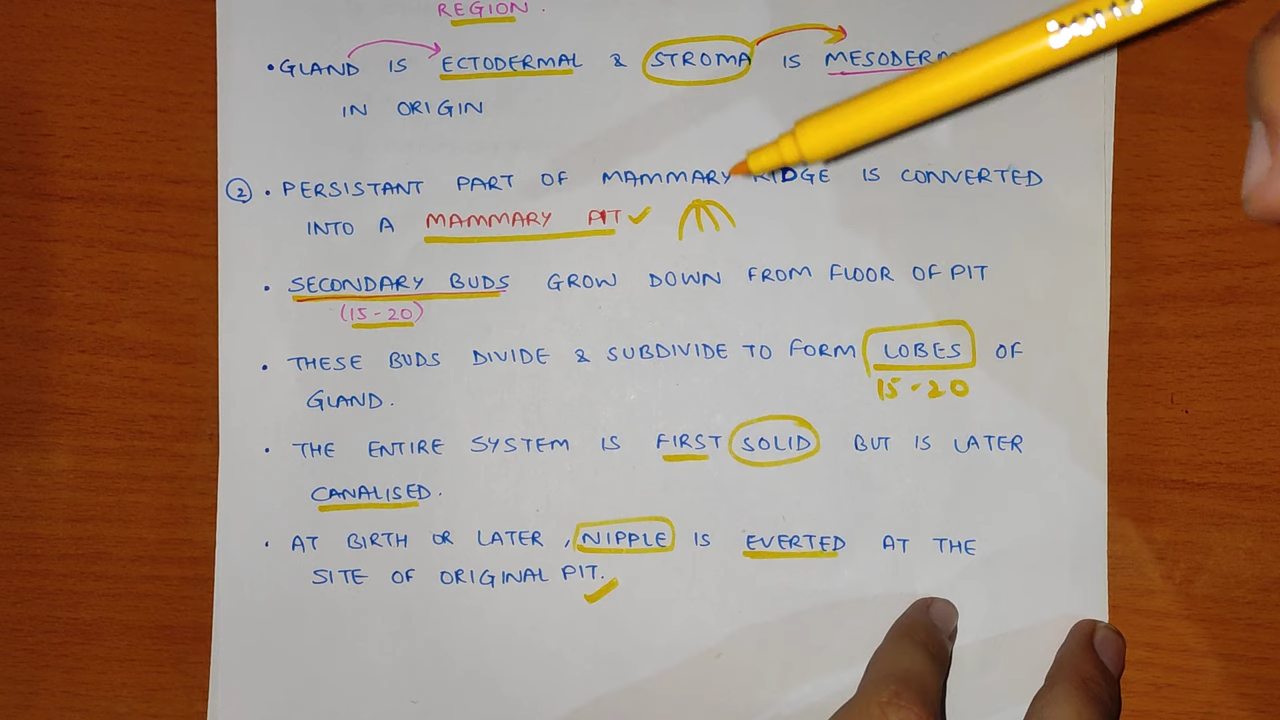 REGION.
• GLAND IS ECTODERMAL & STROMA IS
IN ORIGIN
② • PERSISTANT PART OF MAMMARY RIDGE IS CONVERTED
INTO A MAMMARY PIT ✓
• SECONDARY BUDS GROW DOWN FROM FLOOR OF PIT
(15-20)
• THESE BUDS DIVIDE & SUBDIVIDE TO FORM LOBES OF
15-20
GLAND.
• THE ENTIRE SYSTEM IS FIRST SOLID BUT IS LATER
CANALISED.
• AT BIRTH OR LATER, NIPPLE IS EVERTED AT THE
SITE OF ORIGINAL PIT. ✓